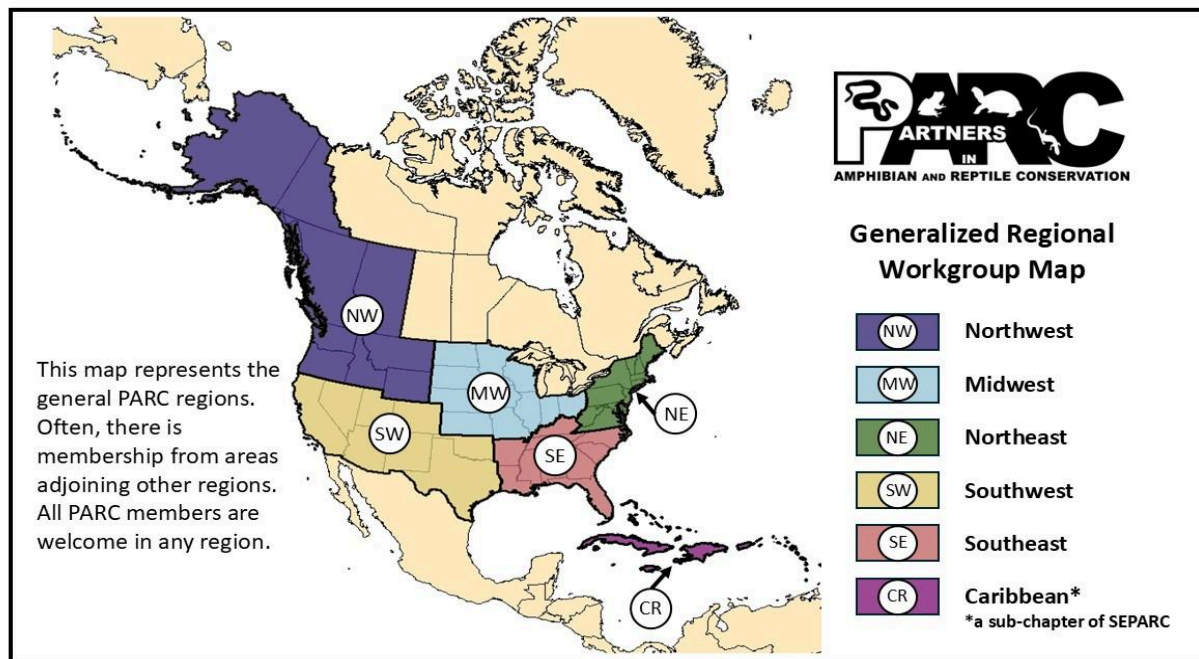 PARC
PARTNERS
IN
AMPHIBIAN AND REPTILE CONSERVATION
Generalized Regional
Workgroup Map
NW Northwest
MW Midwest
NE Northeast
SW Southwest
SE Southeast
CR Caribbean*
*a sub-chapter of SEPARC
This map represents the
general PARC regions.
Often, there is
membership from areas
adjoining other regions.
All PARC members are
welcome in any region.
NW
MW
NE
SW
SE
CR